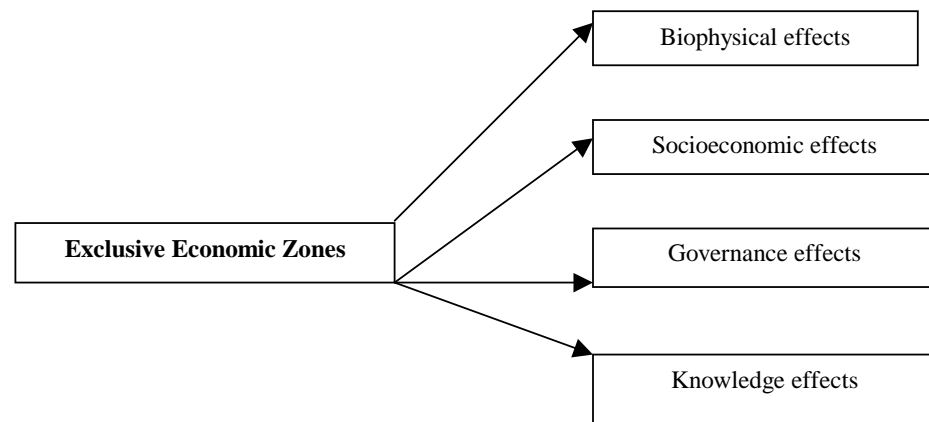 Biophysical effects
Socioeconomic effects
Exclusive Economic Zones
Governance effects
Knowledge effects